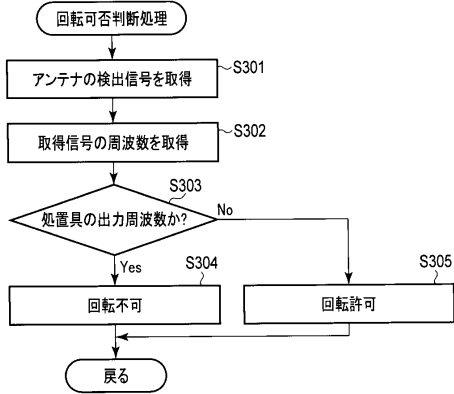 回転可否判断処理
アンテナの検出信号を取得
S301
取得信号の周波数を取得
S302
S303
処置具の出力周波数か?
No
Yes
S304
S305
回転不可
回転許可
戻る